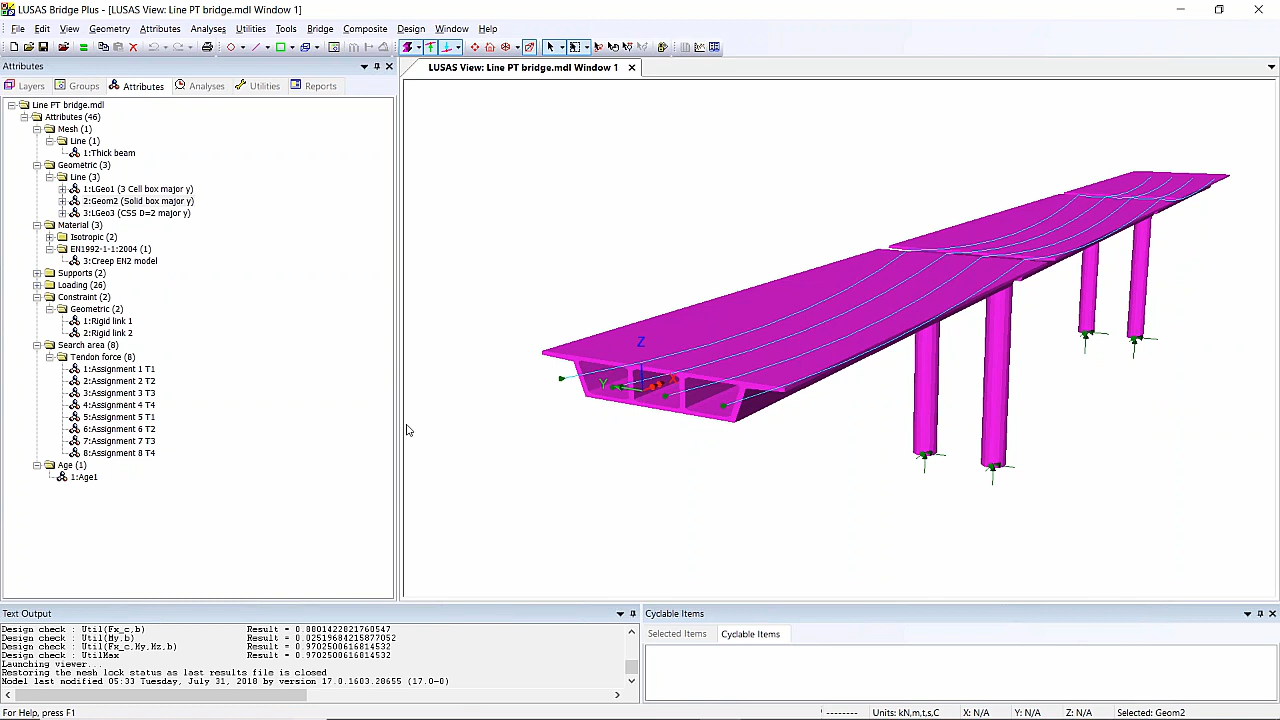 LUSAS Bridge Plus - [LUSAS View: Line PT bridge.mdl Window 1]
File Edit View Geometry Attributes Analyses Utilities Tools Bridge Composite Design Window Help
Attributes
LUSAS View: Line PT bridge.mdl Window 1
Layers Groups Attributes Analyses Utilities Reports
Line PT bridge.mdl
Attributes (46)
Mesh (1)
Line (1)
1:Thick beam
Geometric (3)
Line (3)
1:LGeo1 (3 Cell box major y)
2:Geom2 (Solid box major y)
3:LGeo3 (CSS D=2 major y)
Material (3)
Isotropic (2)
EN1992-1-1:2004 (1)
3:Creep EN2 model
Supports (2)
Loading (26)
Constraint (2)
Geometric (2)
1:Rigid link 1
2:Rigid link 2
Search area (8)
Tendon force (8)
1:Assignment 1 T1
2:Assignment 2 T2
3:Assignment 3 T3
4:Assignment 4 T4
5:Assignment 5 T1
6:Assignment 6 T2
7:Assignment 7 T3
8:Assignment 8 T4
Age (1)
1:Age1
Z
Y
Text Output
Design check : Util(Fx_c,b) Result = 0.8801422821760547
Design check : Util(My,b) Result = 0.02519684215877052
Design check : Util(Fx_c,My,Mz,b) Result = 0.9702500616814532
Design check : UtilMax Result = 0.9702500616814532
Launching viewer...
Restoring the mesh lock status as last results file is closed
Model last modified 05:33 Tuesday, July 31, 2018 by version 17.0.1603.28655 (17.0-0)
Cyclable Items
Selected Items Cyclable Items
For Help, press F1
Units: kN,m,t,s,C X: N/A Y: N/A Z: N/A Selected: Geom2